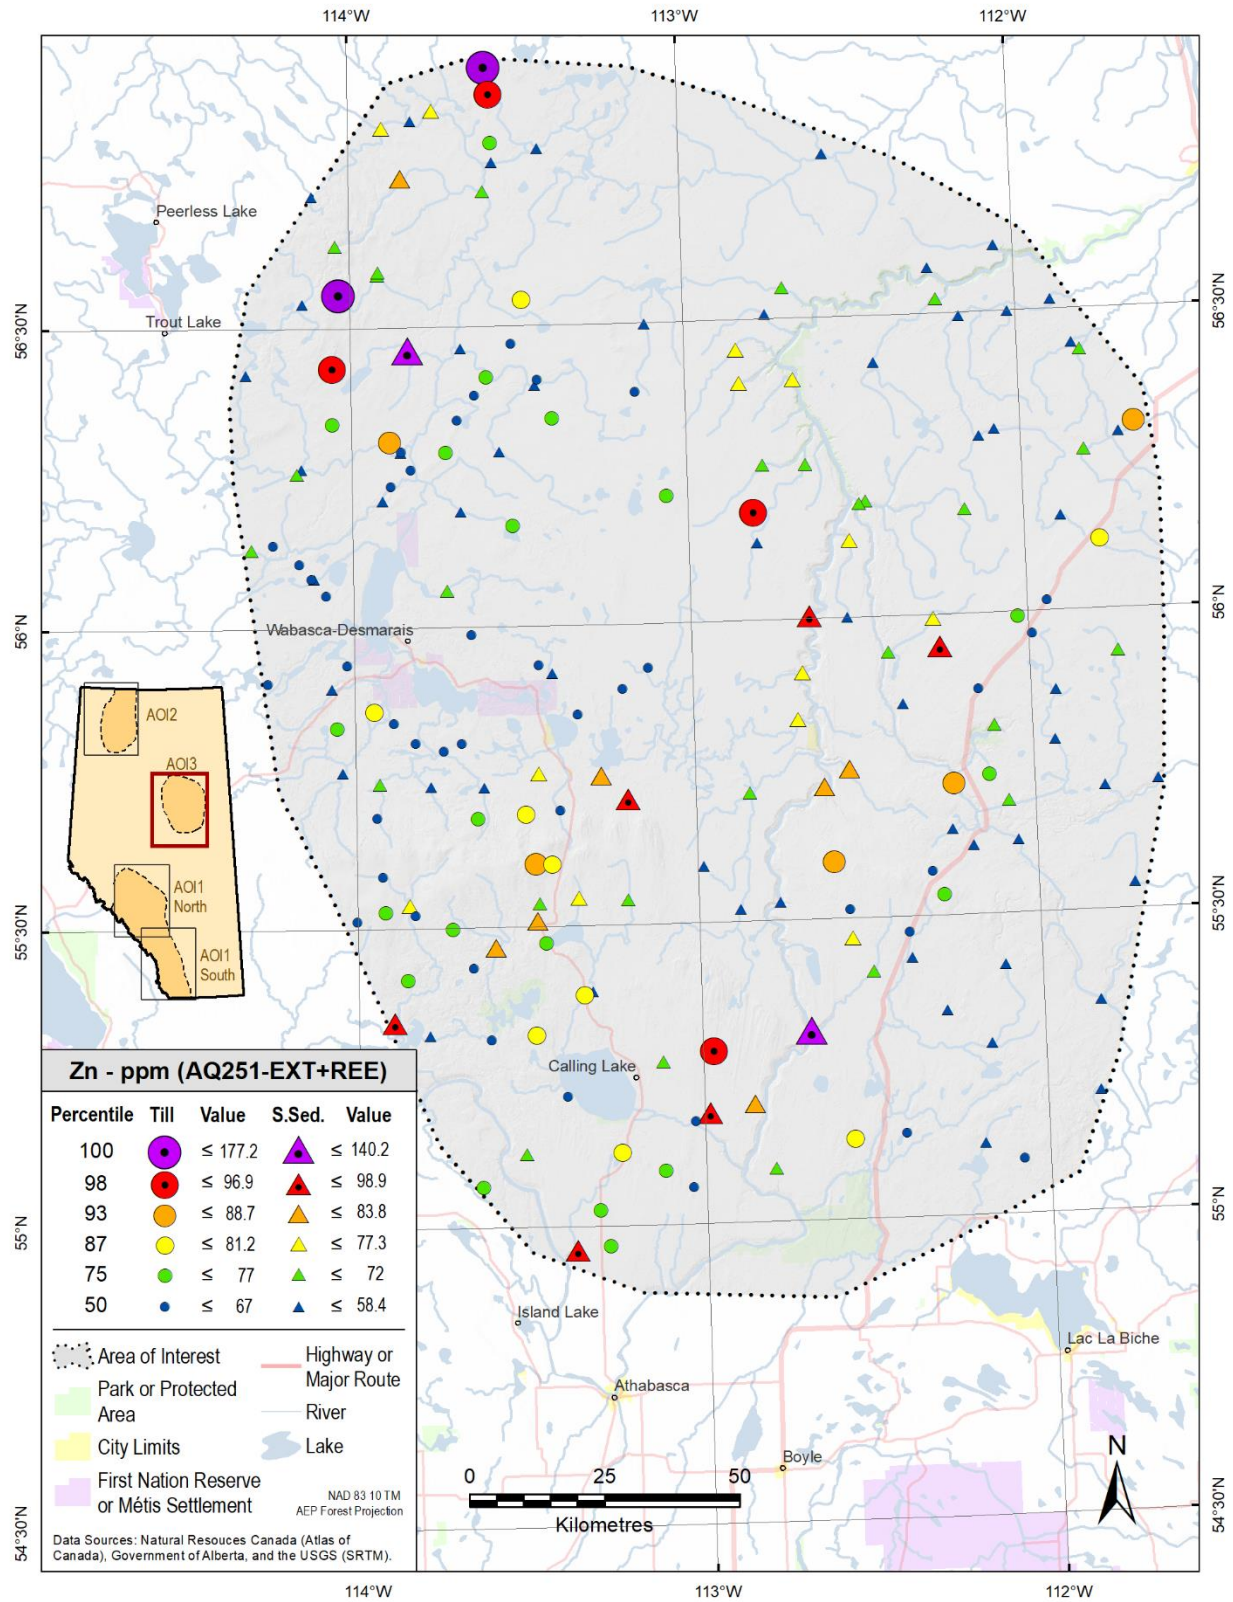 114°W 113°W 112°W
Peerless Lake
Trout Lake
56°30'N 56°30'N
Wabasca-Desmarais
56°N 56°N
AOI2
AOI3
AOI1
North
AOI1
South
55°30'N 55°30'N
Calling Lake
Zn - ppm (AQ251-EXT+REE)
Percentile Till Value S.Sed. Value
100 ≤ 177.2 ≤ 140.2
98 ≤ 96.9 ≤ 98.9
93 ≤ 88.7 ≤ 83.8
87 ≤ 81.2 ≤ 77.3
75 ≤ 77 ≤ 72
50 ≤ 67 ≤ 58.4
55°N 55°N
Area of Interest
Highway or
Major Route
Park or Protected
Area
River
City Limits
Lake
First Nation Reserve
or Métis Settlement
NAD 83 10 TM
AEP Forest Projection
Data Sources: Natural Resouces Canada (Atlas of
Canada), Government of Alberta, and the USGS (SRTM).
Island Lake
Lac La Biche
Athabasca
Boyle
0 25 50
Kilometres
N
54°30'N 54°30'N
114°W 113°W 112°W